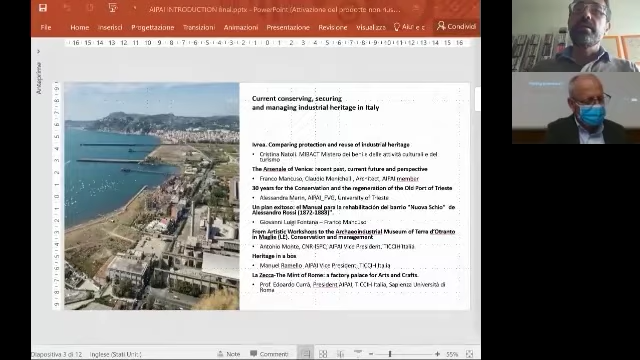 AIPAI INTRODUCTION final.pptx - PowerPoint (Attivazione del prodotto non riu...
File Home Inserisci Progettazione Transizioni Animazioni Presentazione Revisione Visualizza Condividi
Anteprime
Current conserving, securing
and managing industrial heritage in Italy
Ivrea. Comparing protection and reuse of industrial heritage
• Cristina Natoli, MIBACT Mistero dei beni e delle attività culturali e del
turismo
The Arsenale of Venice: recent past, current future and perspective
• Franco Mancuso, Claudio Menichelli, Architect, AIPAI member
30 years for the Conservation and the regeneration of the Old Port of Trieste
• Alessandra Marin, AIPAI_FVG, University of Trieste
Un plan exitoso: el Manual para la rehabilitación del barrio "Nuova Schio" de
Alessandro Rossi (1872-1888)".
• Giovanni Luigi Fontana – Franco Mancuso
From Artistic Workshops to the Archaeoindustrial Museum of Terra d'Otranto
in Maglie (LE). Conservation and management
• Antonio Monte, CNR-ISPC, AIPAI Vice President, TICCIH Italia
Heritage in a box
• Manuel Ramello, AIPAI Vice President, TICCIH Italia
La Zecca-The Mint of Rome: a factory palace for Arts and Crafts.
• Prof. Edoardo Currà, President AIPAI, TICCIH Italia, Sapienza Università di
Roma
Diapositiva 3 di 12 Inglese (Stati Unit.) Note Commenti 55%